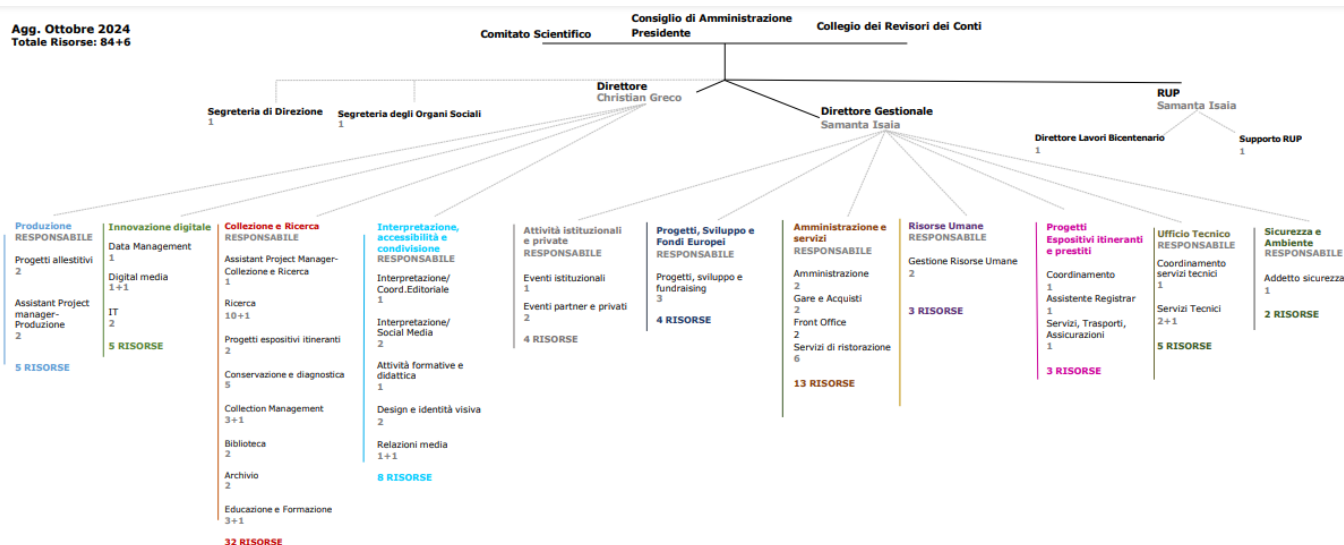 Agg. Ottobre 2024
Totale Risorse: 84+6
Comitato Scientifico
Consiglio di Amministrazione
Presidente
Collegio dei Revisori dei Conti
Segreteria di Direzione
1
Segreteria degli Organi Sociali
1
Direttore
Christian Greco
Direttore Gestionale
Samanta Isaia
RUP
Samanta Isaia
Direttore Lavori Bicentenario
1
Supporto RUP
1
Produzione
RESPONSABILE
Progetti allestitivi
2
Assistant Project
manager-
Produzione
2
5 RISORSE
Innovazione digitale
Data Management
1
Digital media
1+1
IT
2
5 RISORSE
Collezione e Ricerca
RESPONSABILE
Assistant Project Manager-
Collezione e Ricerca
1
Ricerca
10+1
Progetti espositivi itineranti
2
Conservazione e diagnostica
5
Collection Management
3+1
Biblioteca
2
Archivio
2
Educazione e Formazione
3+1
32 RISORSE
Interpretazione,
accessibilità e
condivisione
RESPONSABILE
Interpretazione/
Coord.Editoriale
1
Interpretazione/
Social Media
2
Attività formative e
didattica
1
Design e identità visiva
2
Relazioni media
1+1
8 RISORSE
Attività istituzionali
e private
RESPONSABILE
Eventi istituzionali
1
Eventi partner e privati
2
4 RISORSE
Progetti, Sviluppo e
Fondi Europei
RESPONSABILE
Progetti, sviluppo e
fundraising
3
4 RISORSE
Amministrazione e
servizi
RESPONSABILE
Amministrazione
2
Gare e Acquisti
2
Front Office
2
Servizi di ristorazione
6
13 RISORSE
Risorse Umane
RESPONSABILE
Gestione Risorse Umane
2
3 RISORSE
Progetti
Espositivi itineranti
e prestiti
Coordinamento
1
Assistente Registrar
1
Servizi, Trasporti,
Assicurazioni
1
3 RISORSE
Ufficio Tecnico
RESPONSABILE
Coordinamento
servizi tecnici
1
Servizi Tecnici
2+1
5 RISORSE
Sicurezza e
Ambiente
RESPONSABILE
Addetto sicurezza
1
2 RISORSE